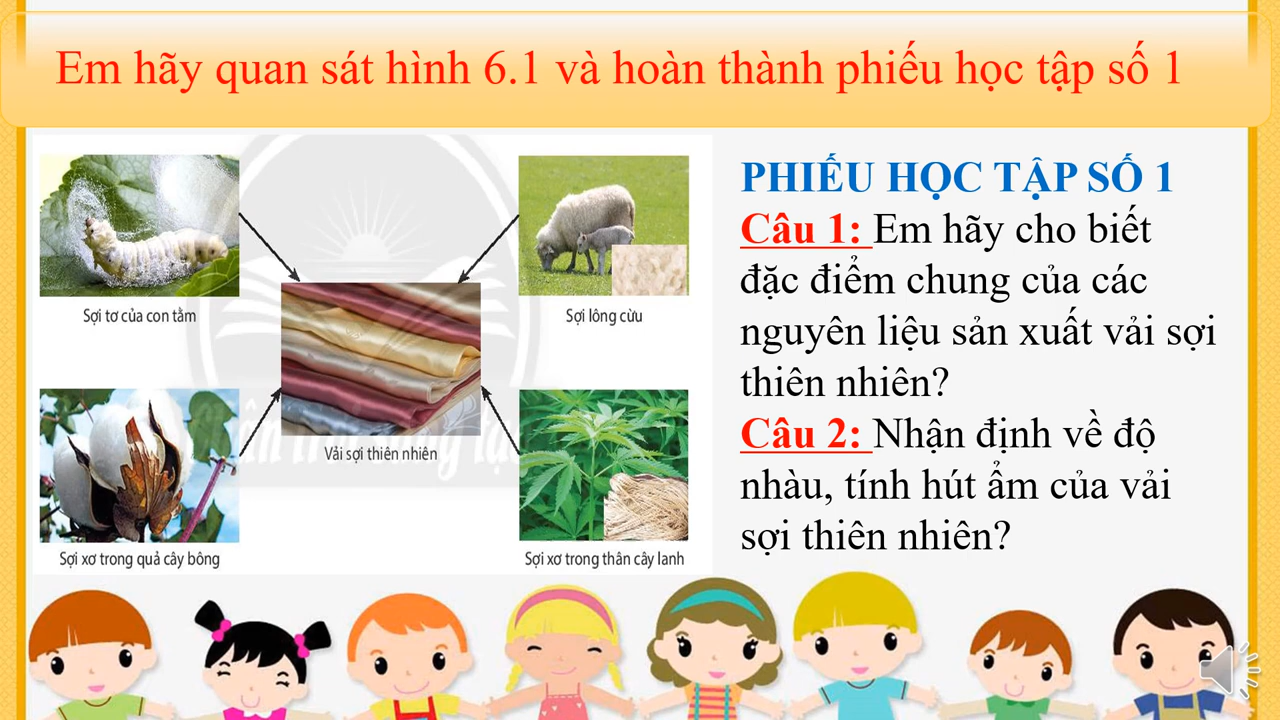 Em hãy quan sát hình 6.1 và hoàn thành phiếu học tập số 1
Sợi tơ của con tằm
Sợi lông cừu
Vải sợi thiên nhiên
Sợi xơ trong quả cây bông
Sợi xơ trong thân cây lanh
PHIẾU HỌC TẬP SỐ 1
Câu 1: Em hãy cho biết
đặc điểm chung của các
nguyên liệu sản xuất vải sợi
thiên nhiên?
Câu 2: Nhận định về độ
nhàu, tính hút ẩm của vải
sợi thiên nhiên?